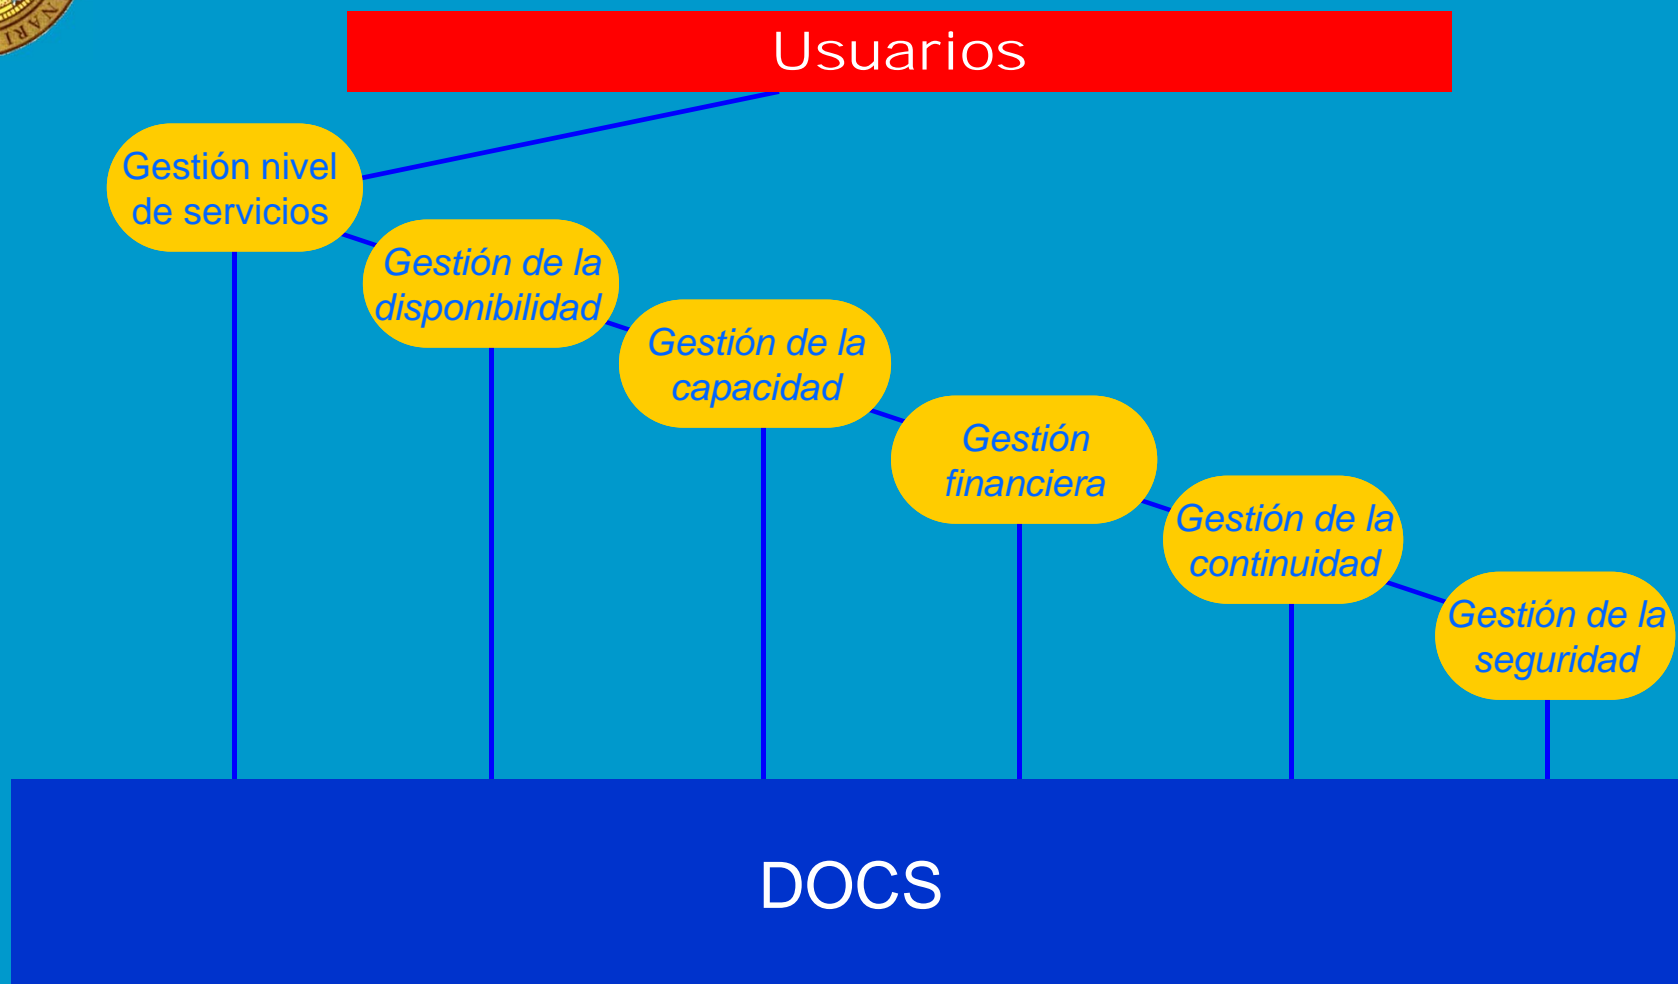 Usuarios
Gestión nivel
de servicios
Gestión de la
disponibilidad
Gestión de la
capacidad
Gestión
financiera
Gestión de la
continuidad
Gestión de la
seguridad
DOCS